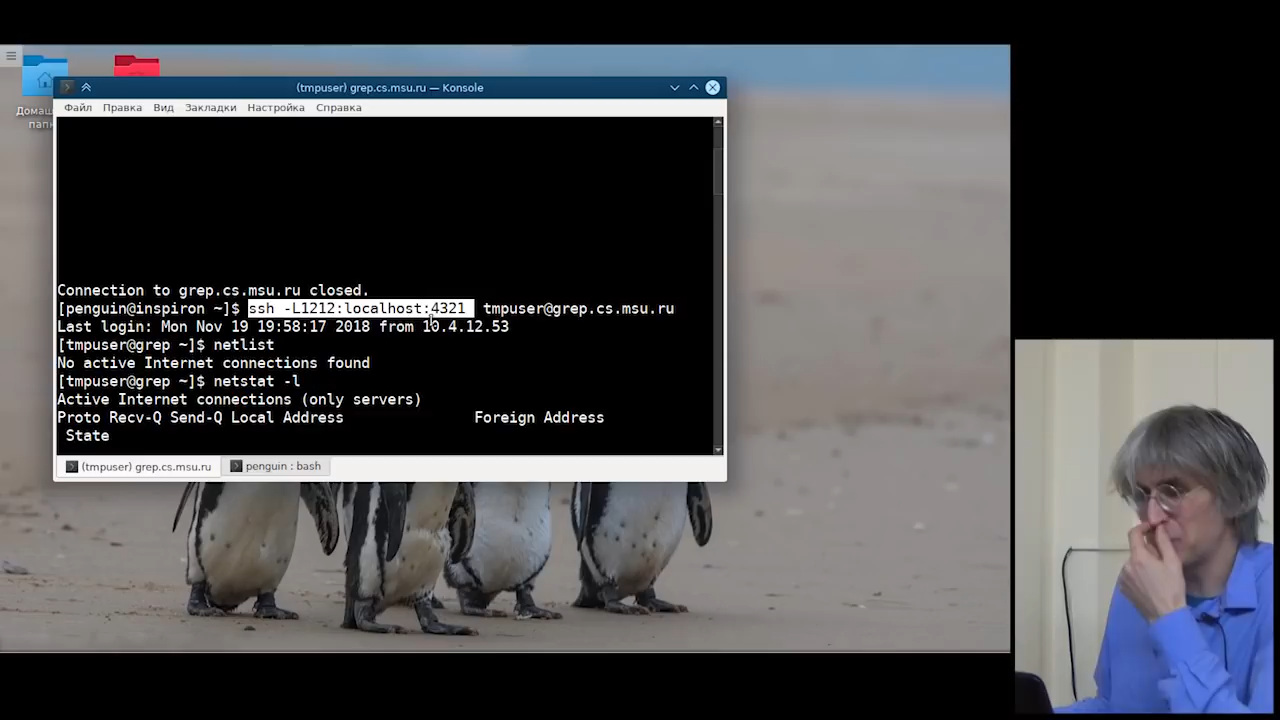 (tmpuser) grep.cs.msu.ru — Konsole
Файл Правка Вид Закладки Настройка Справка
Connection to grep.cs.msu.ru closed.
[penguin@inspiron ~]$ ssh -L1212:localhost:4321 tmpuser@grep.cs.msu.ru
Last login: Mon Nov 19 19:58:17 2018 from 10.4.12.53
[tmpuser@grep ~]$ netlist
No active Internet connections found
[tmpuser@grep ~]$ netstat -l
Active Internet connections (only servers)
Proto Recv-Q Send-Q Local Address Foreign Address
State
(tmpuser) grep.cs.msu.ru penguin : bash